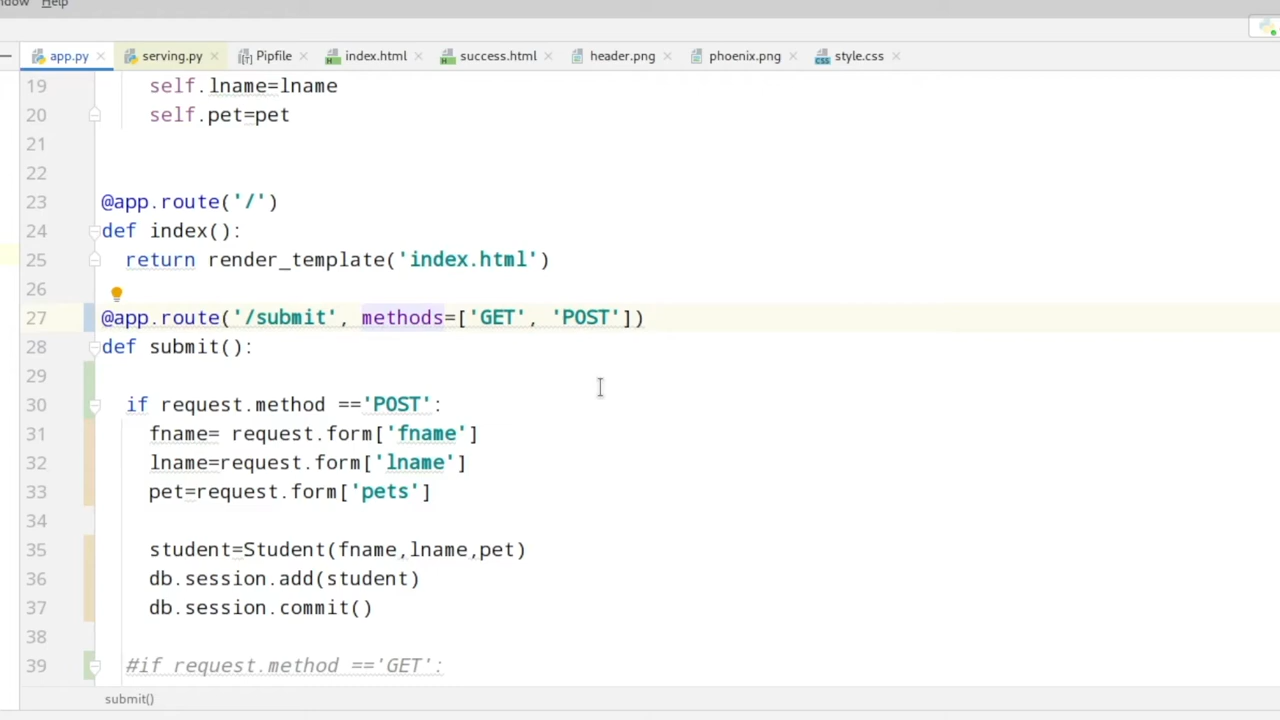 Help
app.py serving.py Pipfile index.html success.html header.png phoenix.png style.css
19 self.lname=lname
20 self.pet=pet
21
22
23 @app.route('/')
24 def index():
25 return render_template('index.html')
26
27 @app.route('/submit', methods=['GET', 'POST'])
28 def submit():
29
30 if request.method =='POST':
31 fname= request.form['fname']
32 lname=request.form['lname']
33 pet=request.form['pets']
34
35 student=Student(fname,lname,pet)
36 db.session.add(student)
37 db.session.commit()
38
39 #if request.method =='GET':
submit()